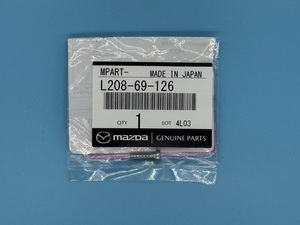 MPART- MADE IN JAPAN
L208-69-126
QTY 1 LOT 4L03
mazda GENUINE PARTS